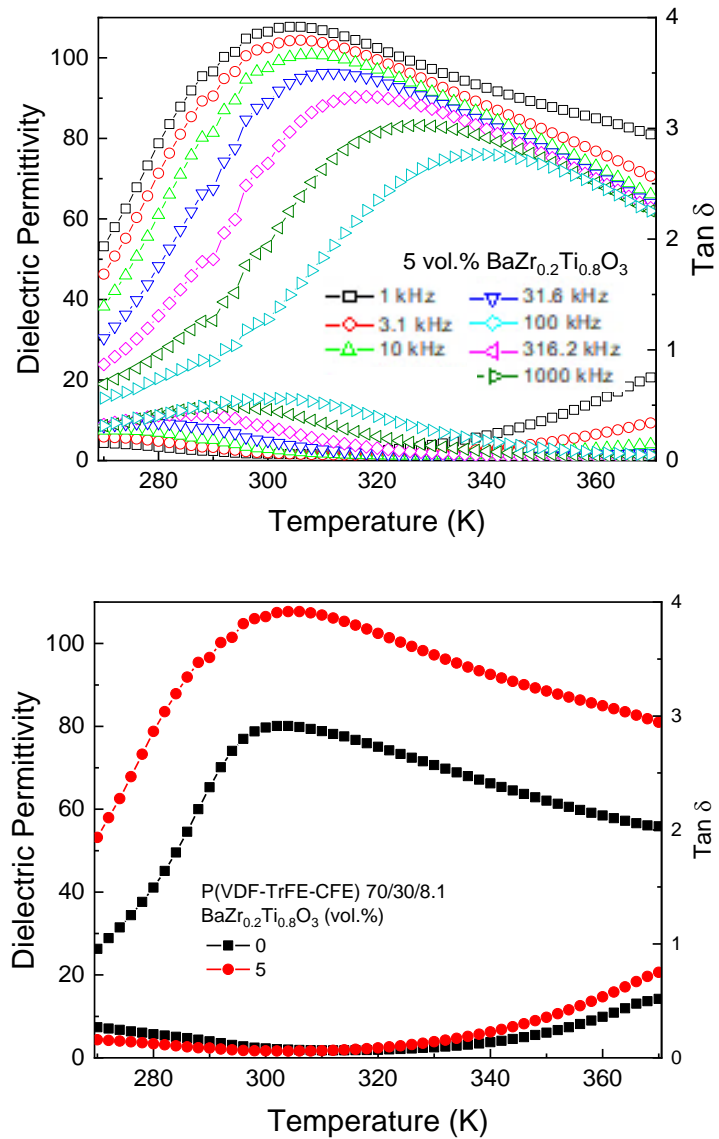 100
80
60
40
20
0
Dielectric Permittivity
4
3
2
1
0
Tan δ
5 vol.% BaZr0.2Ti0.8O3
1 kHz
3.1 kHz
10 kHz
31.6 kHz
100 kHz
316.2 kHz
1000 kHz
280 300 320 340 360
Temperature (K)
100
80
60
40
20
0
Dielectric Permittivity
4
3
2
1
0
Tan δ
P(VDF-TrFE-CFE) 70/30/8.1
BaZr0.2Ti0.8O3 (vol.%)
0
5
280 300 320 340 360
Temperature (K)